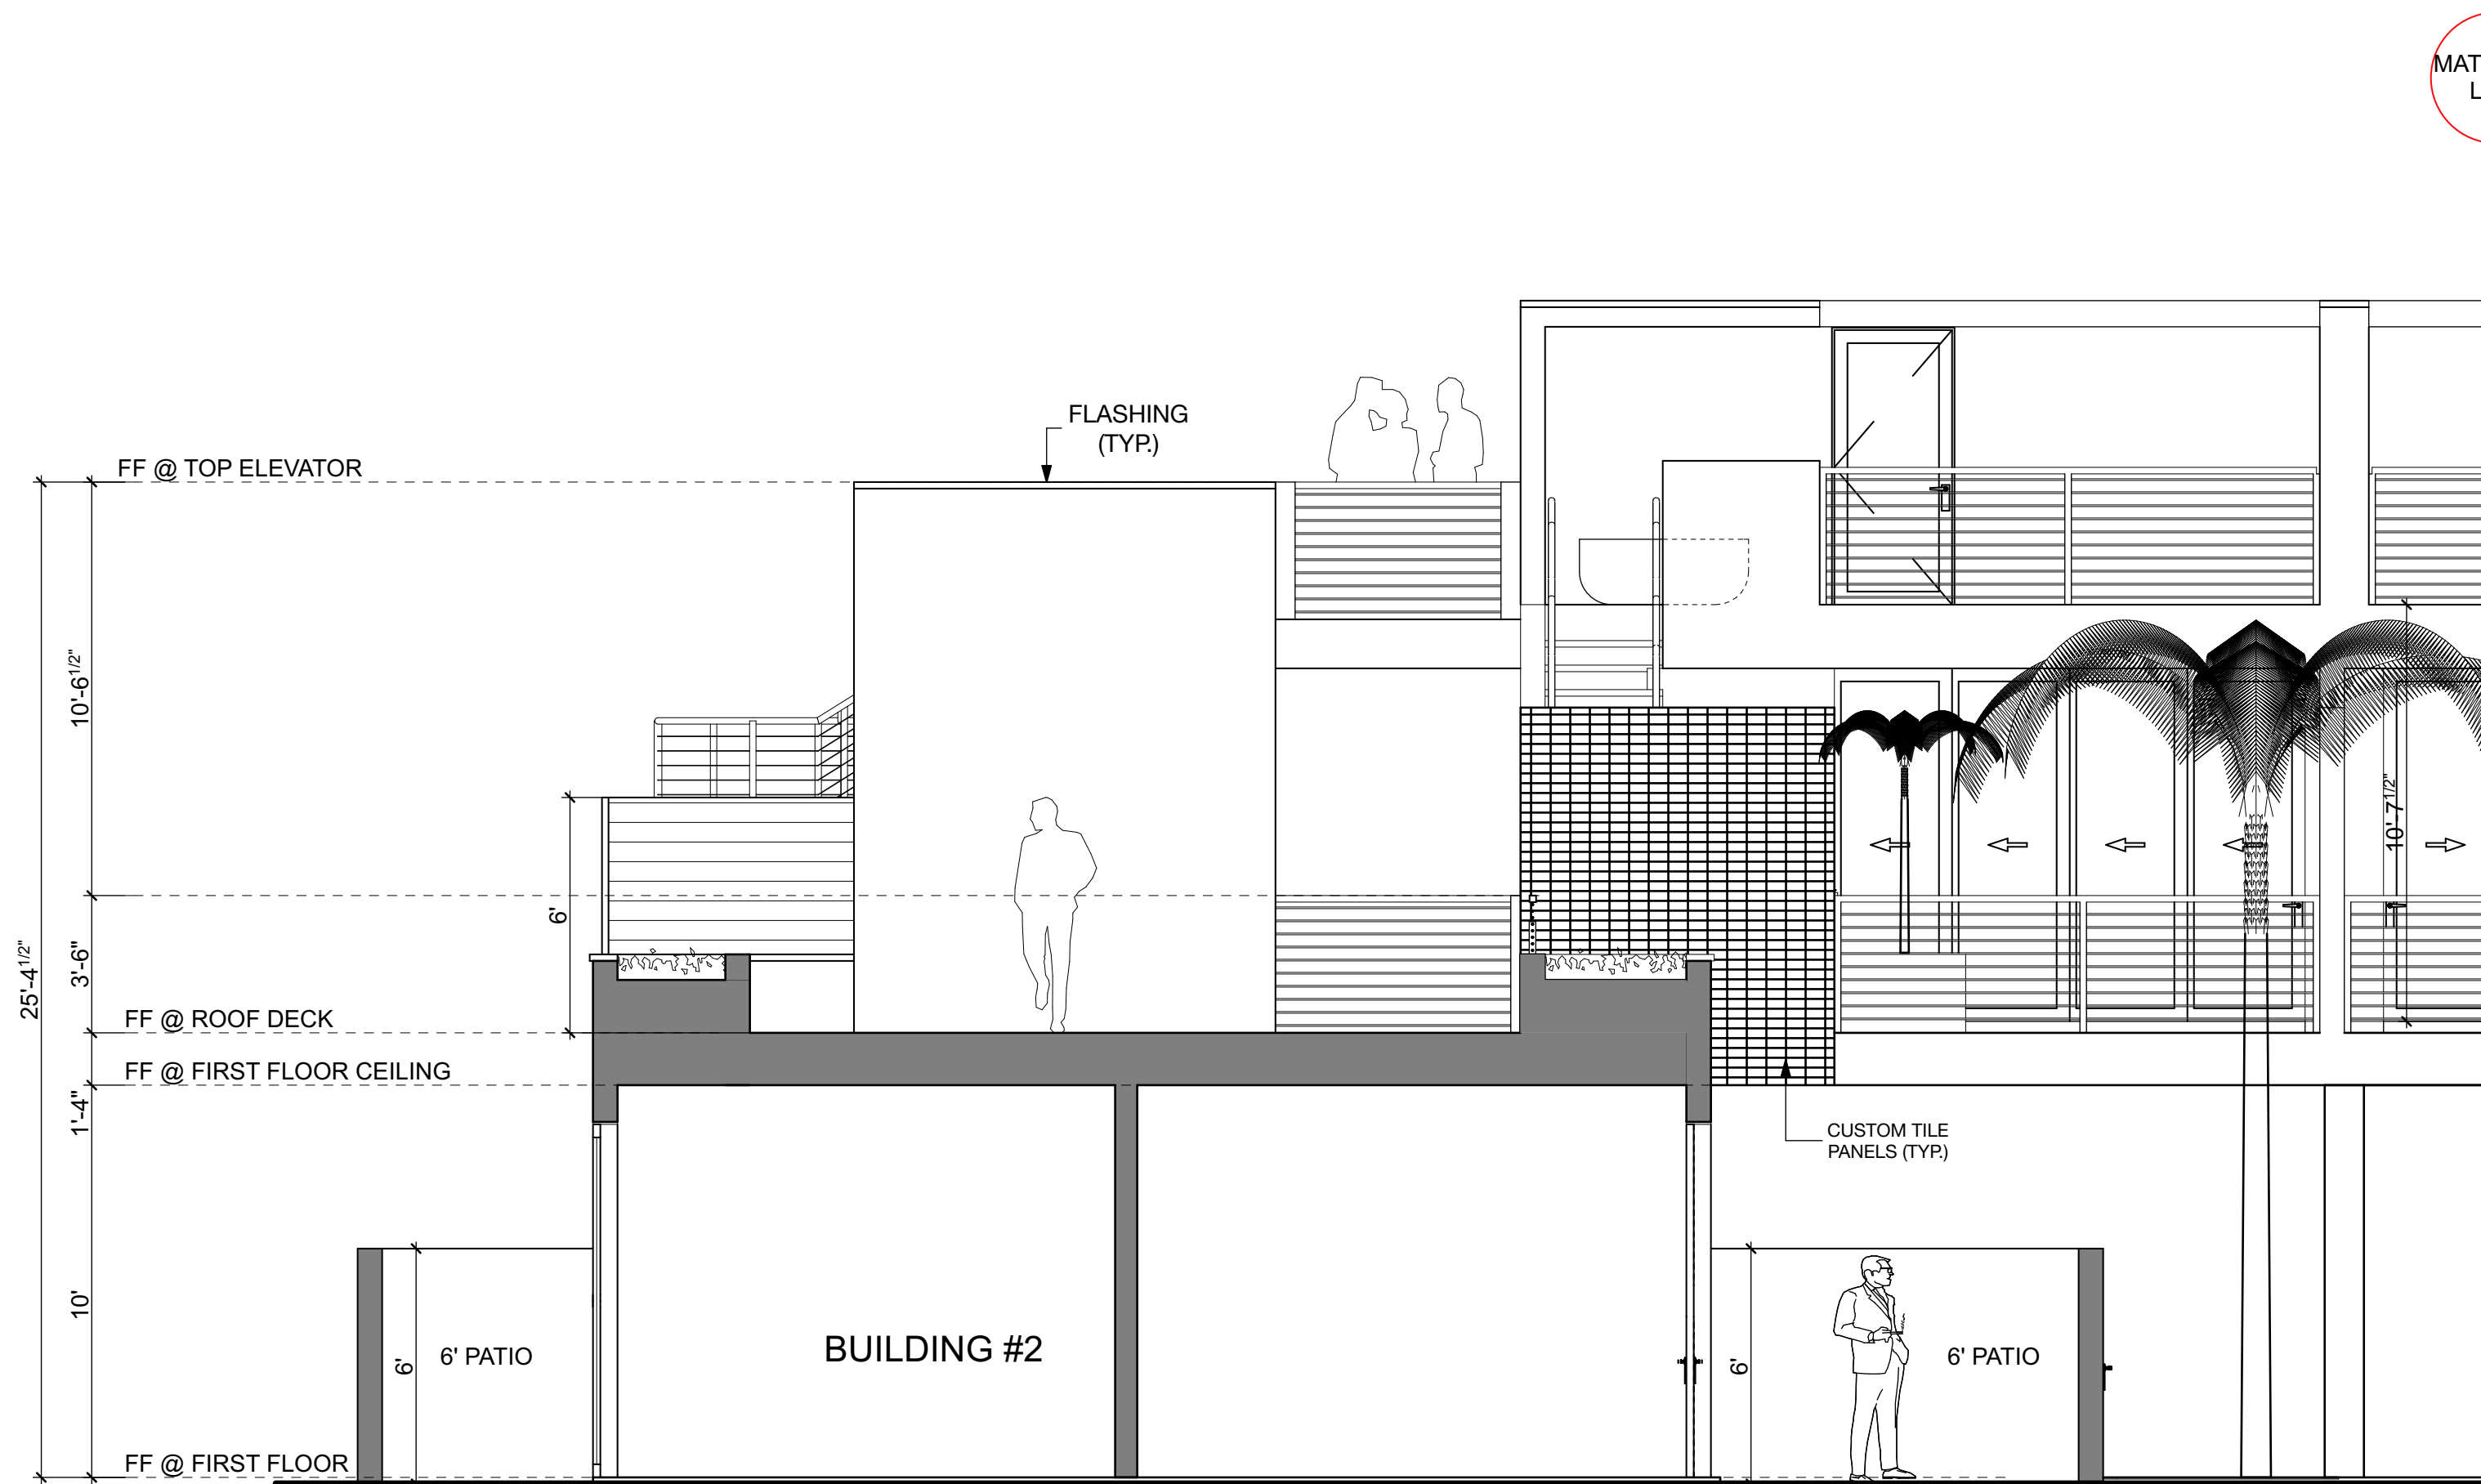 MAT
L
FLASHING
(TYP.)
FF @ TOP ELEVATOR
10'-6 1/2"
10'-7 1/2"
6'
3'-6"
25'-4 1/2"
FF @ ROOF DECK
FF @ FIRST FLOOR CEILING
1'-4"
CUSTOM TILE
PANELS (TYP.)
10'
BUILDING #2
6' PATIO
6'
6'
6' PATIO
FF @ FIRST FLOOR